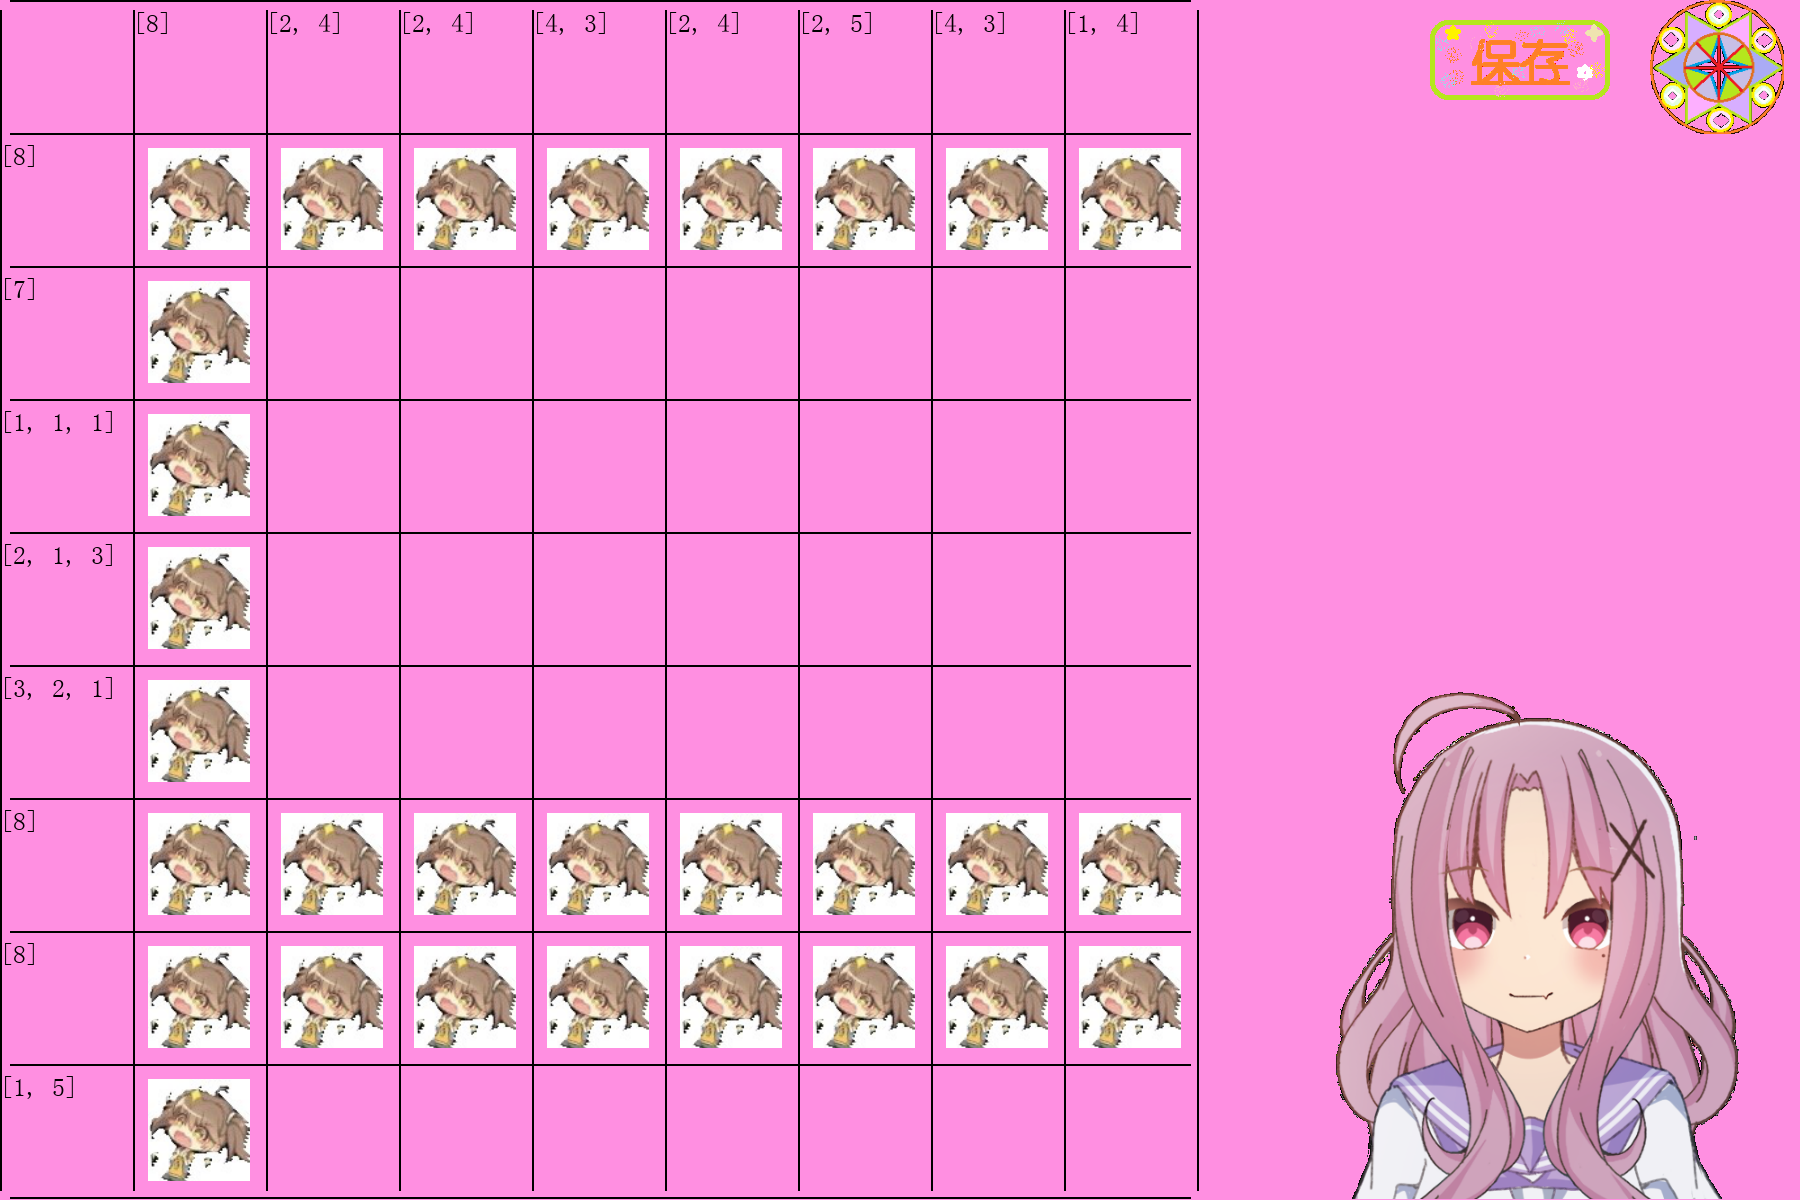 [8] [2, 4] [2, 4] [4, 3] [2, 4] [2, 5] [4, 3] [1, 4]
保存
[8]
[7]
[1, 1, 1]
[2, 1, 3]
[3, 2, 1]
[8]
[8]
[1, 5]